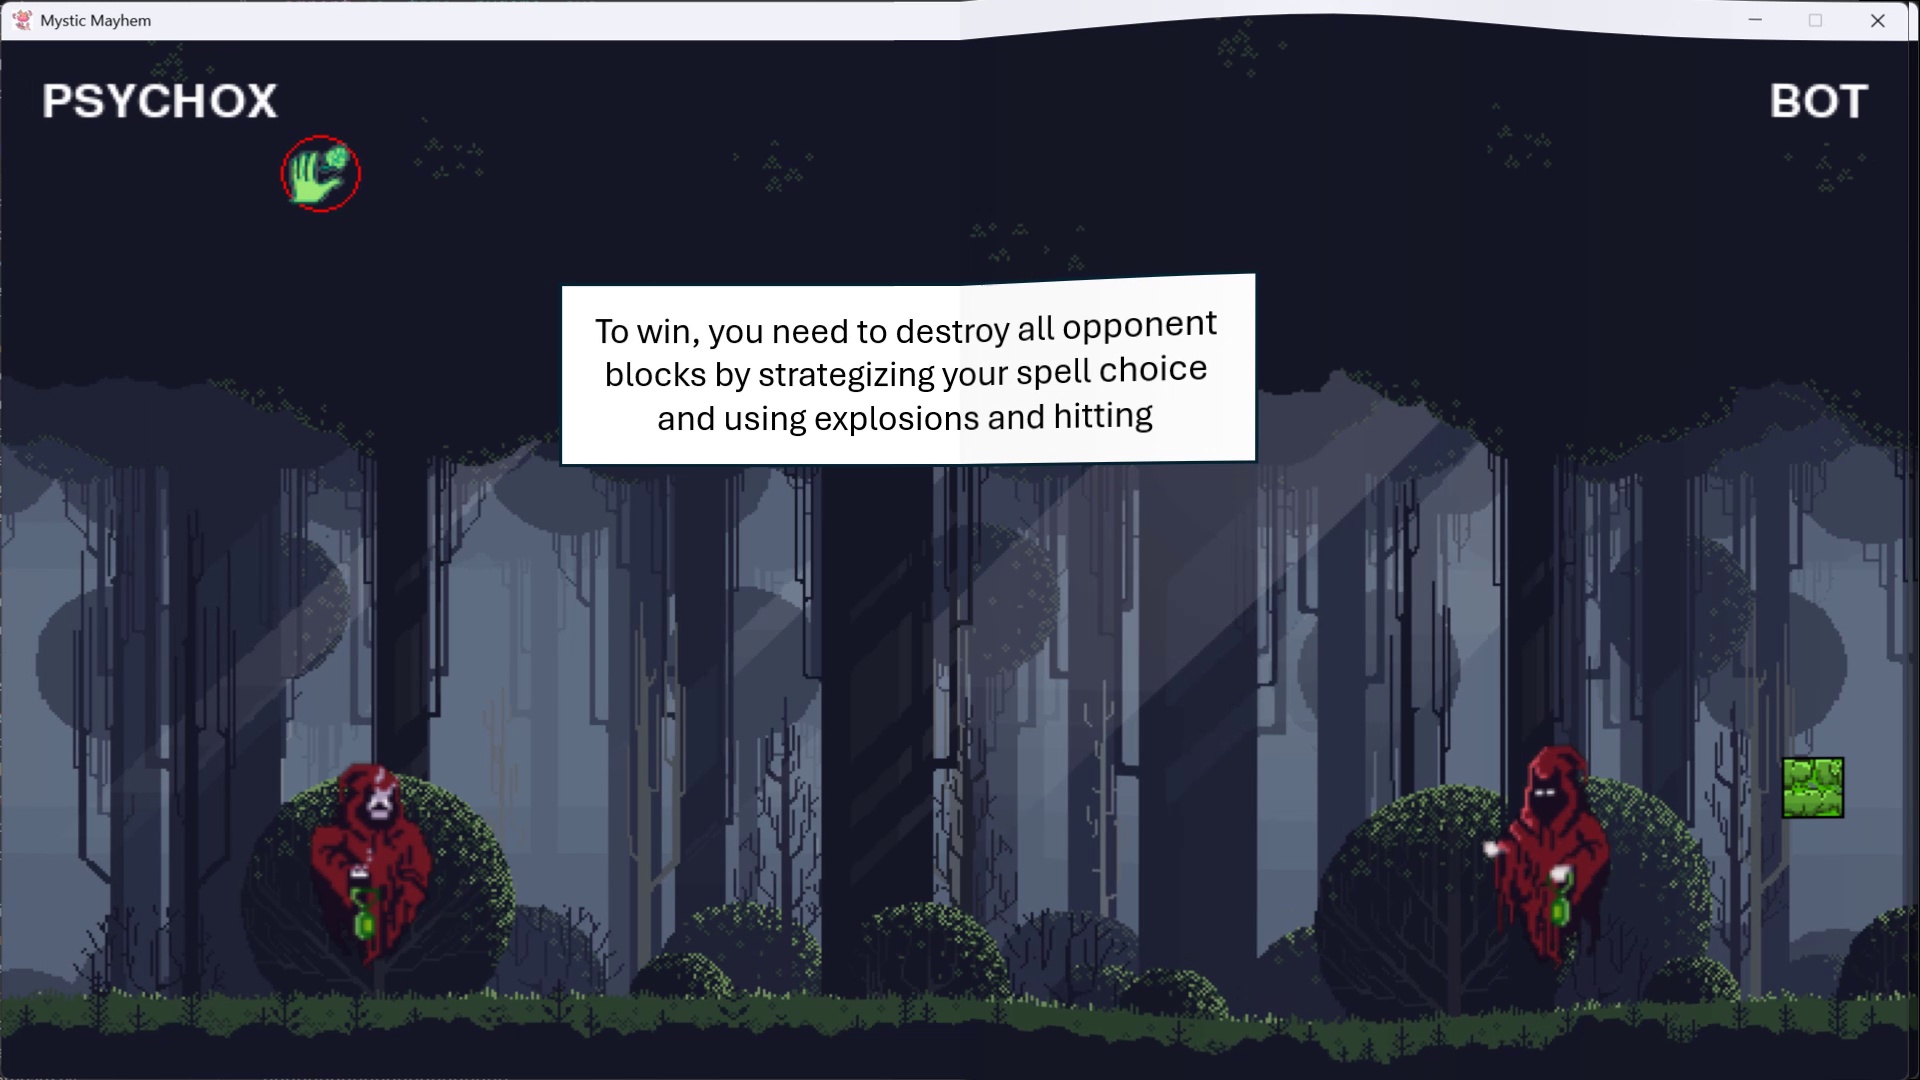 Mystic Mayhem
PSYCHOX
BOT
To win, you need to destroy all opponent
blocks by strategizing your spell choice
and using explosions and hitting